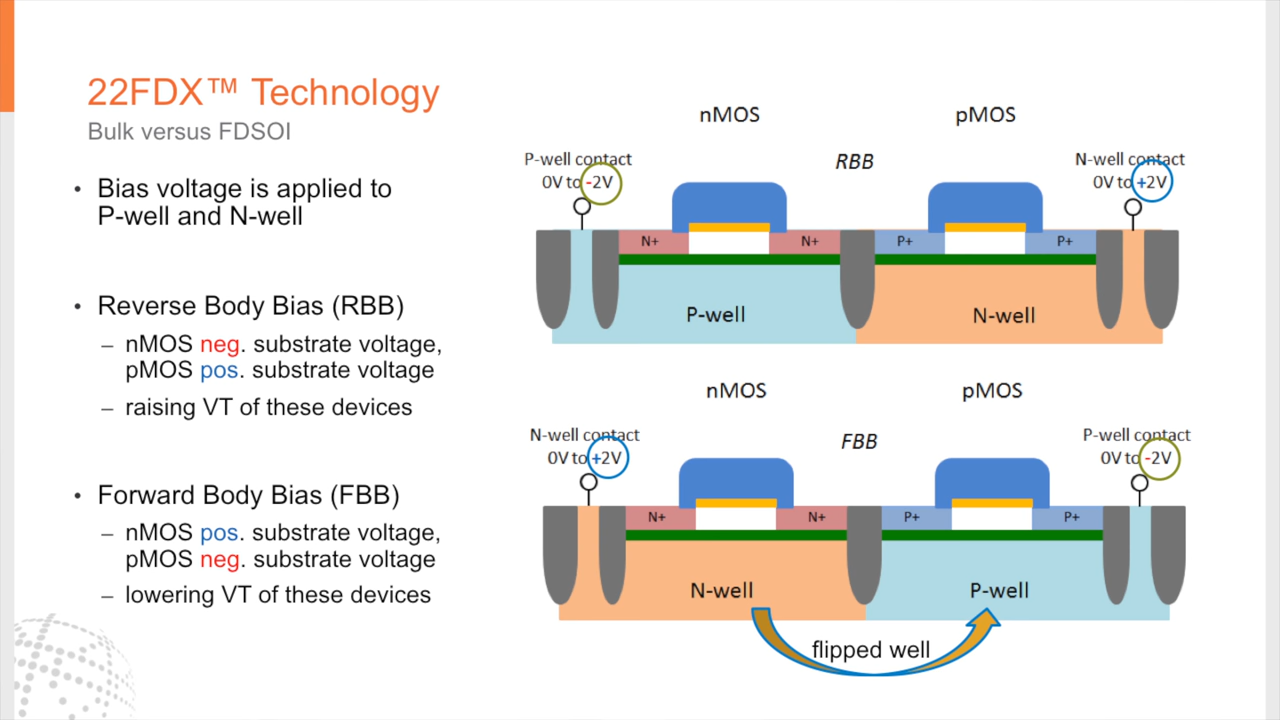 22FDX™ Technology
Bulk versus FDSOI
• Bias voltage is applied to
P-well and N-well
• Reverse Body Bias (RBB)
– nMOS neg. substrate voltage,
pMOS pos. substrate voltage
– raising VT of these devices
• Forward Body Bias (FBB)
– nMOS pos. substrate voltage,
pMOS neg. substrate voltage
– lowering VT of these devices
nMOS
pMOS
P-well contact
0V to -2V
RBB
N-well contact
0V to +2V
N+
N+
P+
P+
P-well
N-well
nMOS
pMOS
N-well contact
0V to +2V
FBB
P-well contact
0V to -2V
N+
N+
P+
P+
N-well
P-well
flipped well